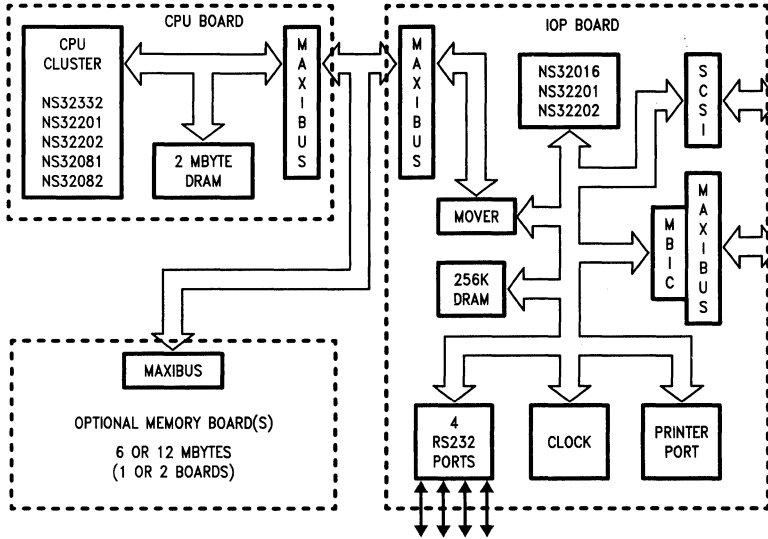 CPU BOARD
CPU
CLUSTER
NS32332
NS32201
NS32202
NS32081
NS32082
2 MBYTE
DRAM
MAXIBUS
IOP BOARD
MAXIBUS
NS32016
NS32201
NS32202
SCSI
MOVER
256K
DRAM
MBIC
MAXIBUS
4
RS232
PORTS
CLOCK
PRINTER
PORT
MAXIBUS
OPTIONAL MEMORY BOARD(S)
6 OR 12 MBYTES
(1 OR 2 BOARDS)